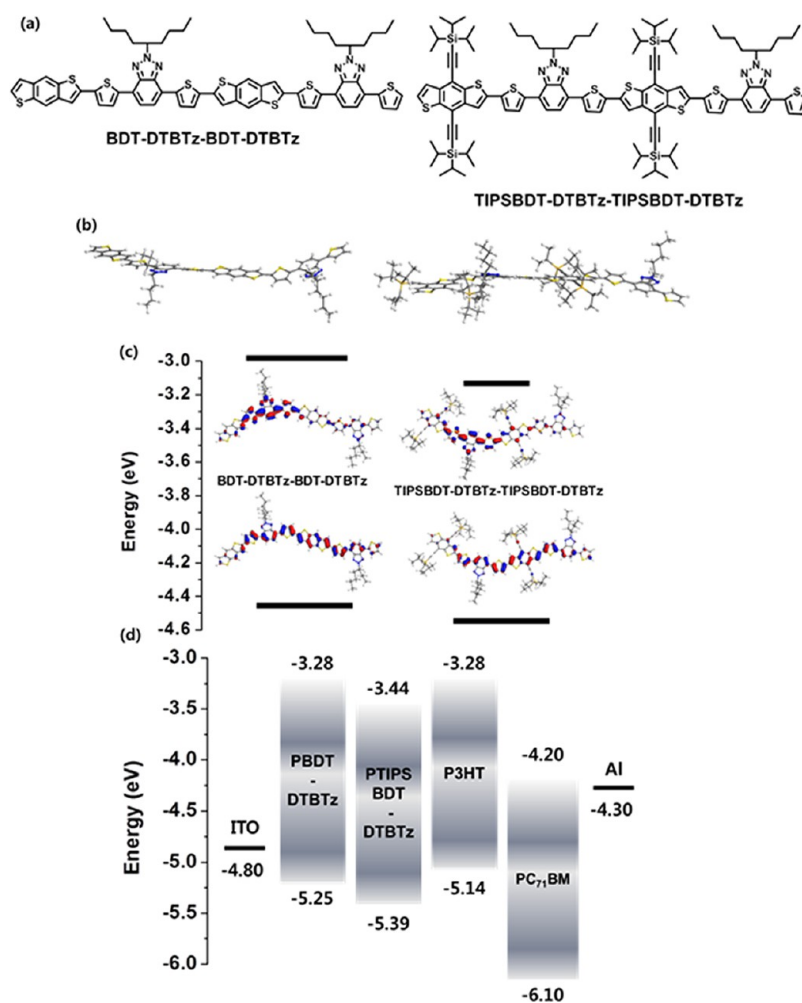 (a)
S
S
S
N
N
N
S
S
S
S
N
N
N
S
BDT-DTBTz-BDT-DTBTz
Si
Si
S
S
S
N
N
N
S
S
S
S
N
N
N
S
Si
Si
TIPSBDT-DTBTz-TIPSBDT-DTBTz
(b)
(c)
Energy (eV)
-3.0
-3.2
-3.4
-3.6
-3.8
-4.0
-4.2
-4.4
-4.6
BDT-DTBTz-BDT-DTBTz
TIPSBDT-DTBTz-TIPSBDT-DTBTz
(d)
Energy (eV)
-3.0
-3.5
-4.0
-4.5
-5.0
-5.5
-6.0
ITO
-4.80
-3.28
PBDT
-
DTBTz
-5.25
-3.44
PTIPS
BDT
-
DTBTz
-5.39
-3.28
P3HT
-5.14
-4.20
PC₇₁BM
-6.10
Al
-4.30